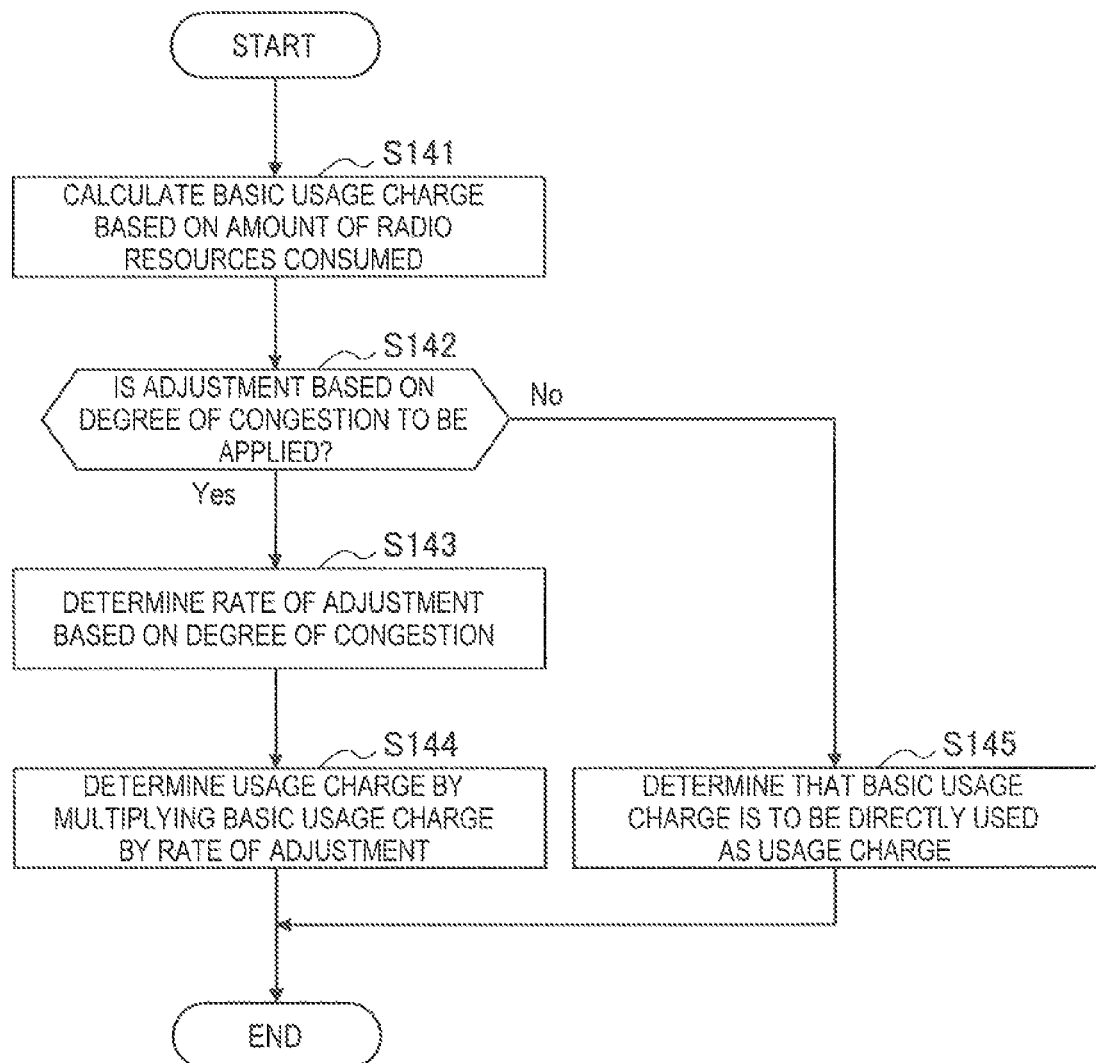 START
S141
CALCULATE BASIC USAGE CHARGE
BASED ON AMOUNT OF RADIO
RESOURCES CONSUMED
S142
IS ADJUSTMENT BASED ON
DEGREE OF CONGESTION TO BE
APPLIED?
No
Yes
S143
DETERMINE RATE OF ADJUSTMENT
BASED ON DEGREE OF CONGESTION
S144
DETERMINE USAGE CHARGE BY
MULTIPLYING BASIC USAGE CHARGE
BY RATE OF ADJUSTMENT
S145
DETERMINE THAT BASIC USAGE
CHARGE IS TO BE DIRECTLY USED
AS USAGE CHARGE
END